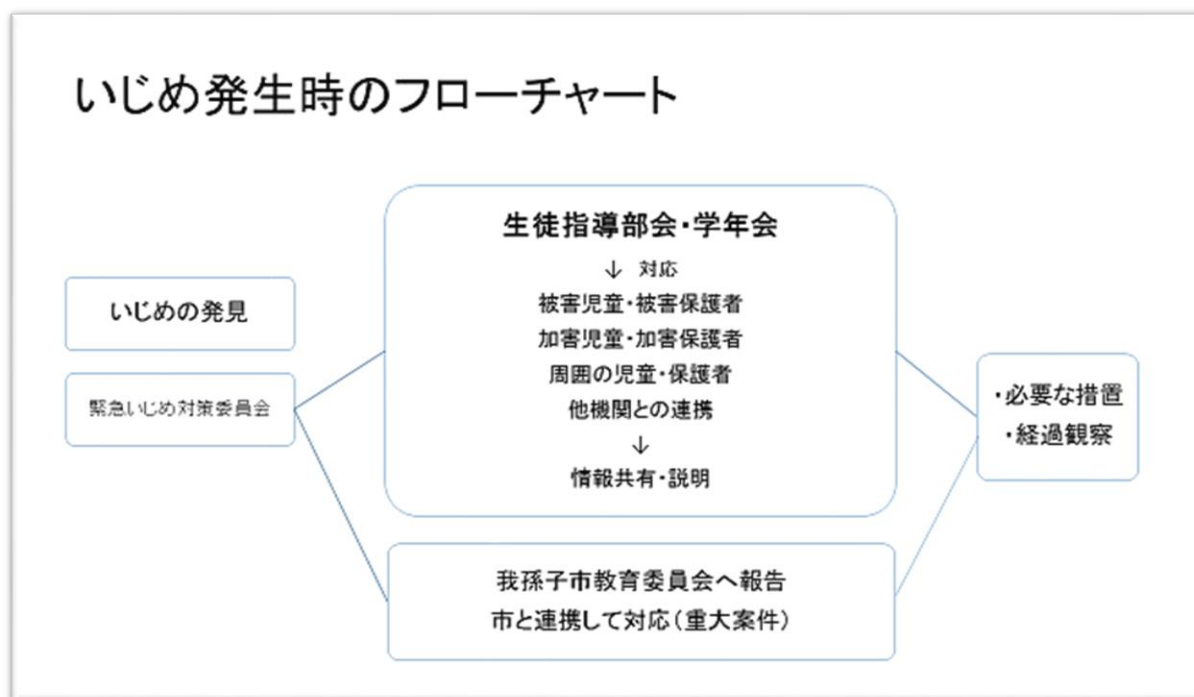 いじめ発生時のフローチャート
いじめの発見
緊急いじめ対策委員会
生徒指導部会・学年会
↓ 対応
被害児童・被害保護者
加害児童・加害保護者
周囲の児童・保護者
他機関との連携
↓
情報共有・説明
我孫子市教育委員会へ報告
市と連携して対応(重大案件)
・必要な措置
・経過観察